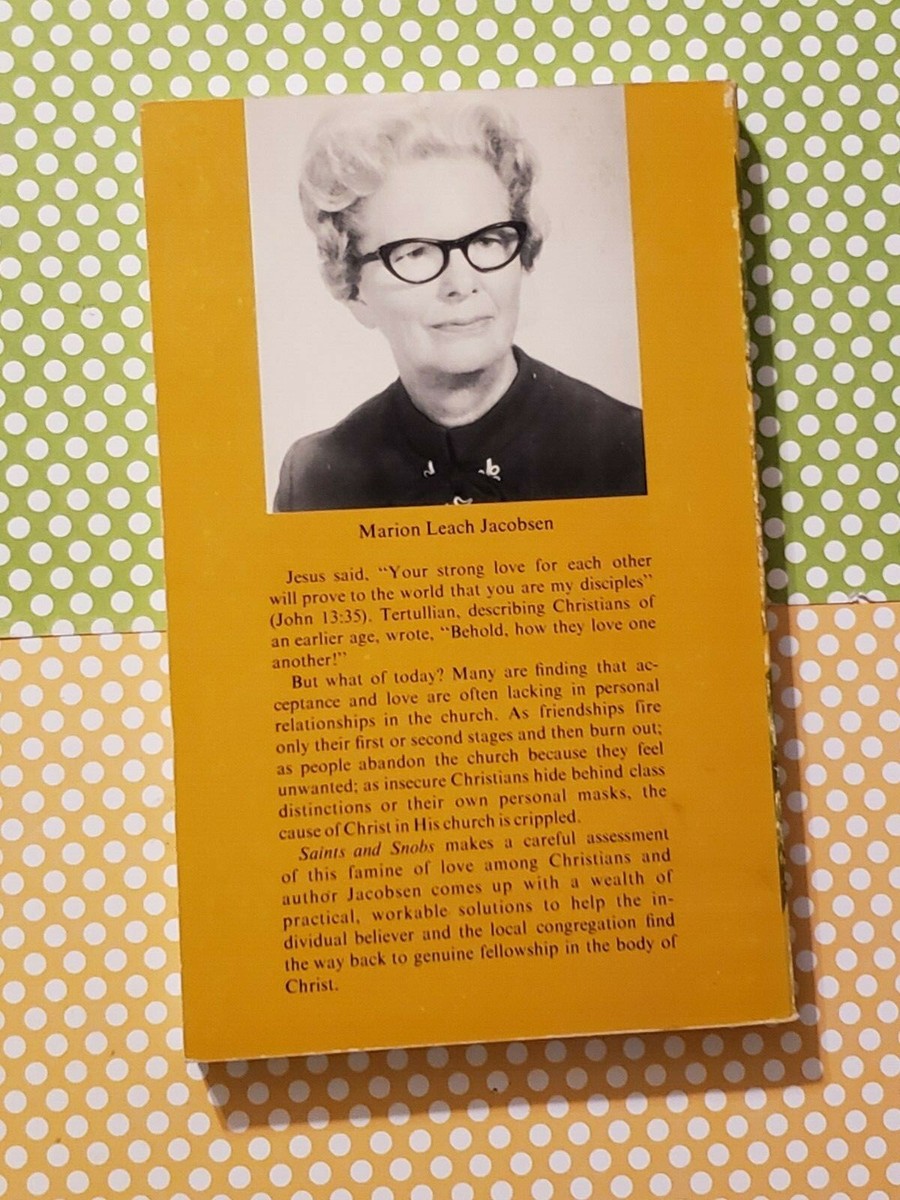 Marion Leach Jacobsen
Jesus said, “Your strong love for each other
will prove to the world that you are my disciples”
(John 13:35). Tertullian, describing Christians of
an earlier age, wrote, “Behold, how they love one
another!”
But what of today? Many are finding that ac-
ceptance and love are often lacking in personal
relationships in the church. As friendships fire
only their first or second stages and then burn out;
as people abandon the church because they feel
unwanted; as insecure Christians hide behind class
distinctions or their own personal masks, the
cause of Christ in His church is crippled.
Saints and Snobs makes a careful assessment
of this famine of love among Christians and
author Jacobsen comes up with a wealth of
practical, workable solutions to help the in-
dividual believer and the local congregation find
the way back to genuine fellowship in the body of
Christ.